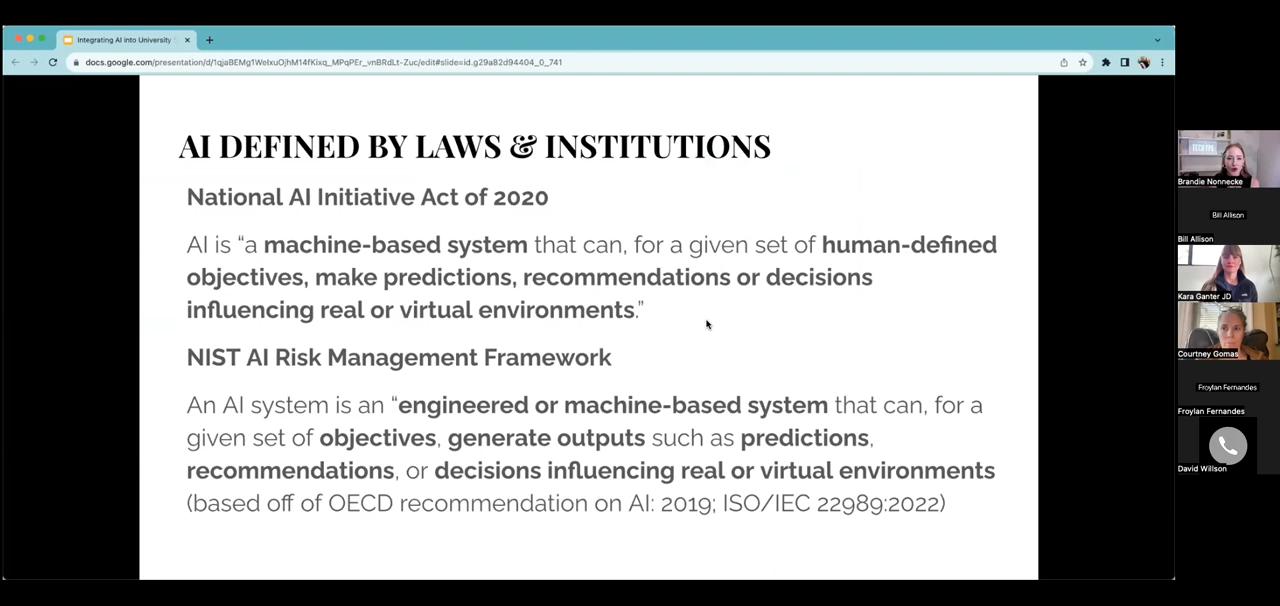 Integrating AI into University
docs.google.com/presentation/d/1qjaBEMg1WelxuOjhM14fKixq_MPqPEr_vnBRdLt-Zuc/edit#slide=id.g29a82d94404_0_741
AI DEFINED BY LAWS & INSTITUTIONS
National AI Initiative Act of 2020
AI is “a machine-based system that can, for a given set of human-defined
objectives, make predictions, recommendations or decisions
influencing real or virtual environments.”
NIST AI Risk Management Framework
An AI system is an “engineered or machine-based system that can, for a
given set of objectives, generate outputs such as predictions,
recommendations, or decisions influencing real or virtual environments
(based off of OECD recommendation on AI: 2019; ISO/IEC 22989:2022)
TECH
Brandie Nonnecke
Bill Allison
Bill Allison
Kara Ganter JD
Courtney Gomas
Froylan Fernandes
Froylan Fernandes
David Willson